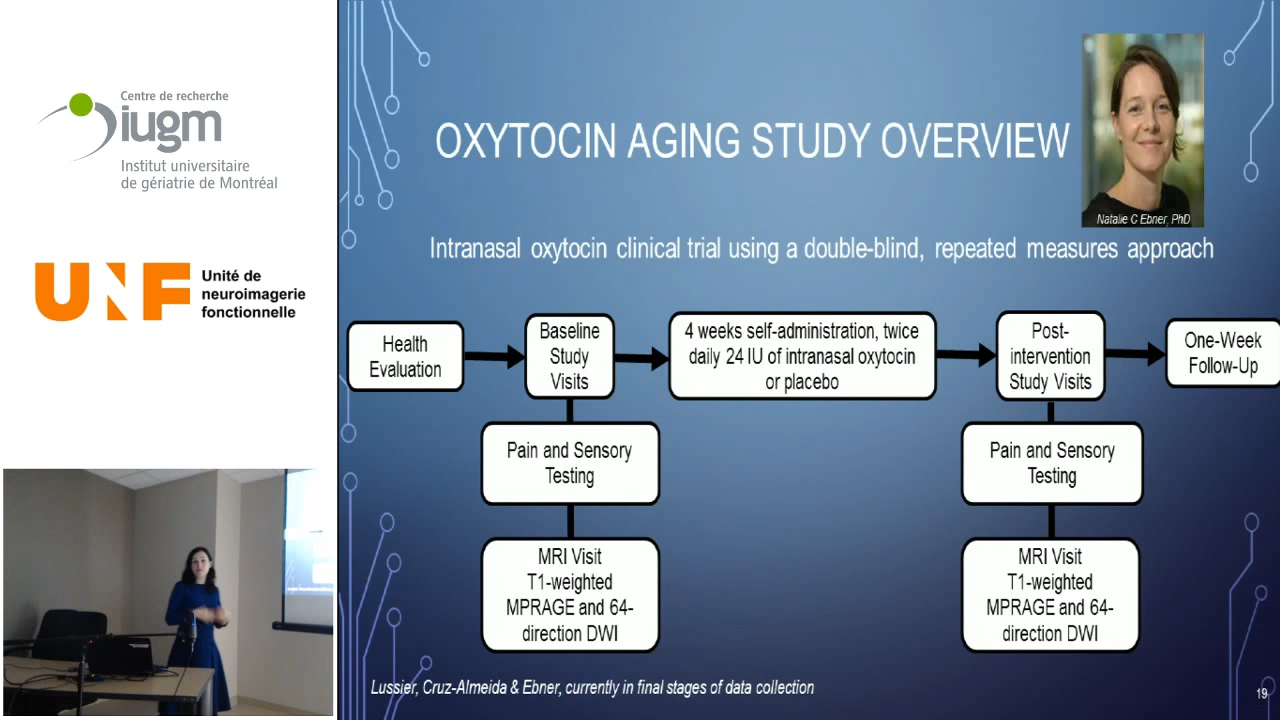 Centre de recherche
iugm
Institut universitaire
de gériatrie de Montréal
UNF
Unité de
neuroimagerie
fonctionnelle
OXYTOCIN AGING STUDY OVERVIEW
Natalie C Ebner, PhD
Intranasal oxytocin clinical trial using a double-blind, repeated measures approach
Health
Evaluation
Baseline
Study
Visits
4 weeks self-administration, twice
daily 24 IU of intranasal oxytocin
or placebo
Post-
intervention
Study Visits
One-Week
Follow-Up
Pain and Sensory
Testing
Pain and Sensory
Testing
MRI Visit
T1-weighted
MPRAGE and 64-
direction DWI
MRI Visit
T1-weighted
MPRAGE and 64-
direction DWI
Lussier, Cruz-Almeida & Ebner, currently in final stages of data collection
19